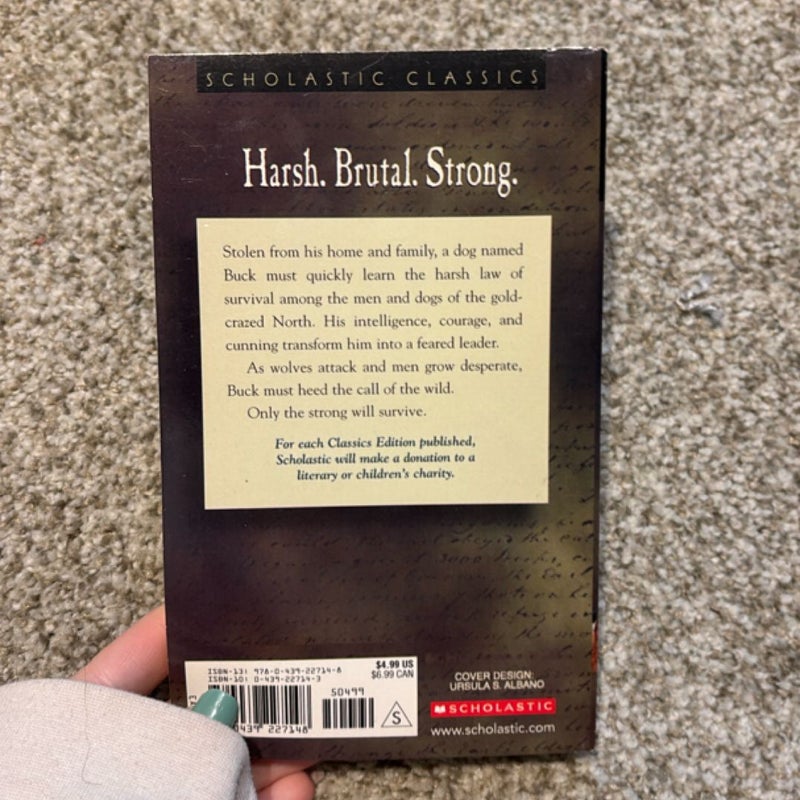 SCHOLASTIC CLASSICS
Harsh. Brutal. Strong.
Stolen from his home and family, a dog named
Buck must quickly learn the harsh law of
survival among the men and dogs of the gold-
crazed North. His intelligence, courage, and
cunning transform him into a feared leader.
As wolves attack and men grow desperate,
Buck must heed the call of the wild.
Only the strong will survive.
For each Classics Edition published,
Scholastic will make a donation to a
literary or children's charity.
ISBN-13: 978-0-439-22714-8
ISBN-10: 0-439-22714-3
$4.99 US
$6.99 CAN
50499
S
439 227148
COVER DESIGN:
URSULA S. ALBANO
SCHOLASTIC
www.scholastic.com